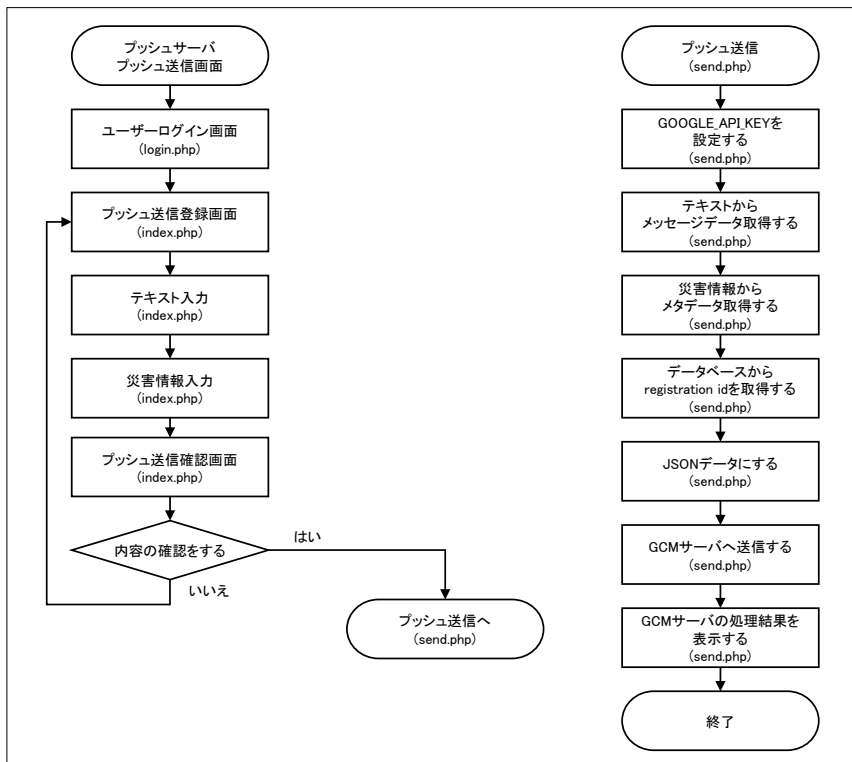 プッシュサーバ
プッシュ送信画面
ユーザーログイン画面
(login.php)
プッシュ送信登録画面
(index.php)
テキスト入力
(index.php)
災害情報入力
(index.php)
プッシュ送信確認画面
(index.php)
内容の確認をする
はい
いいえ
プッシュ送信へ
(send.php)
プッシュ送信
(send.php)
GOOGLE_API_KEYを
設定する
(send.php)
テキストから
メッセージデータ取得する
(send.php)
災害情報から
メタデータ取得する
(send.php)
データベースから
registration idを取得する
(send.php)
JSONデータにする
(send.php)
GCMサーバへ送信する
(send.php)
GCMサーバの処理結果を
表示する
(send.php)
終了